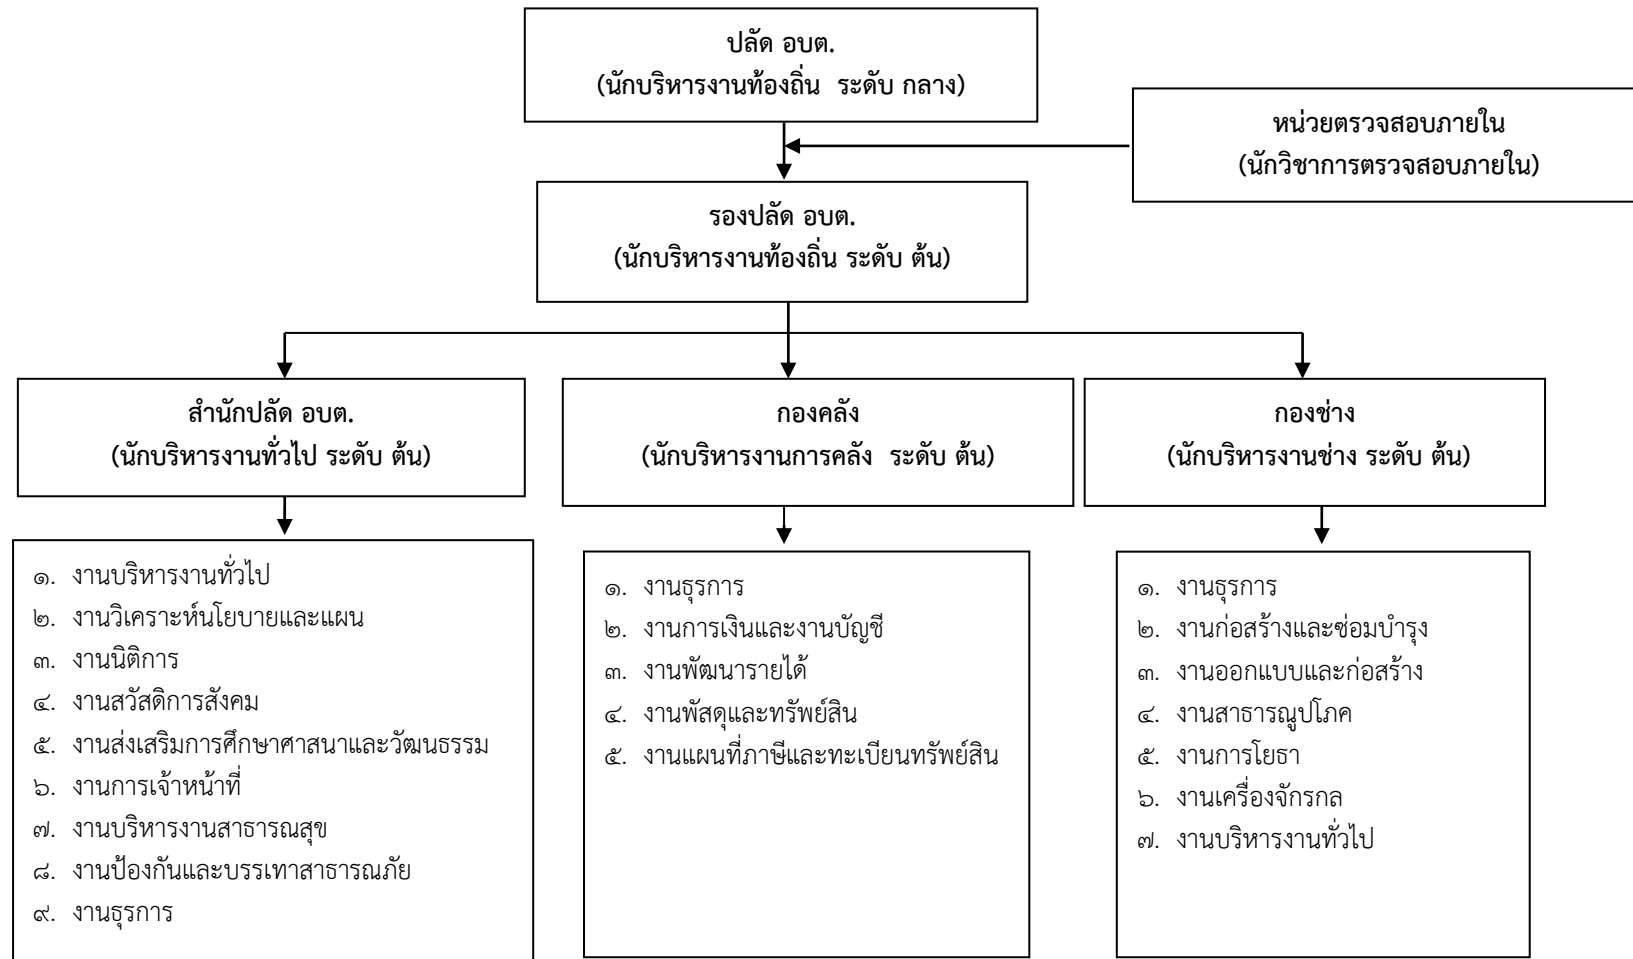 ปลัด อบต.
(นักบริหารงานท้องถิ่น ระดับ กลาง)
หน่วยตรวจสอบภายใน
(นักวิชาการตรวจสอบภายใน)
รองปลัด อบต.
(นักบริหารงานท้องถิ่น ระดับ ต้น)
สำนักปลัด อบต.
(นักบริหารงานทั่วไป ระดับ ต้น)
กองคลัง
(นักบริหารงานการคลัง ระดับ ต้น)
กองช่าง
(นักบริหารงานช่าง ระดับ ต้น)
๑. งานบริหารงานทั่วไป
๒. งานวิเคราะห์นโยบายและแผน
๓. งานนิติการ
๔. งานสวัสดิการสังคม
๕. งานส่งเสริมการศึกษาศาสนาและวัฒนธรรม
๖. งานการเจ้าหน้าที่
๗. งานบริหารงานสาธารณสุข
๘. งานป้องกันและบรรเทาสาธารณภัย
๙. งานธุรการ
๑. งานธุรการ
๒. งานการเงินและงานบัญชี
๓. งานพัฒนารายได้
๔. งานพัสดุและทรัพย์สิน
๕. งานแผนที่ภาษีและทะเบียนทรัพย์สิน
๑. งานธุรการ
๒. งานก่อสร้างและซ่อมบำรุง
๓. งานออกแบบและก่อสร้าง
๔. งานสาธารณูปโภค
๕. งานการโยธา
๖. งานเครื่องจักรกล
๗. งานบริหารงานทั่วไป